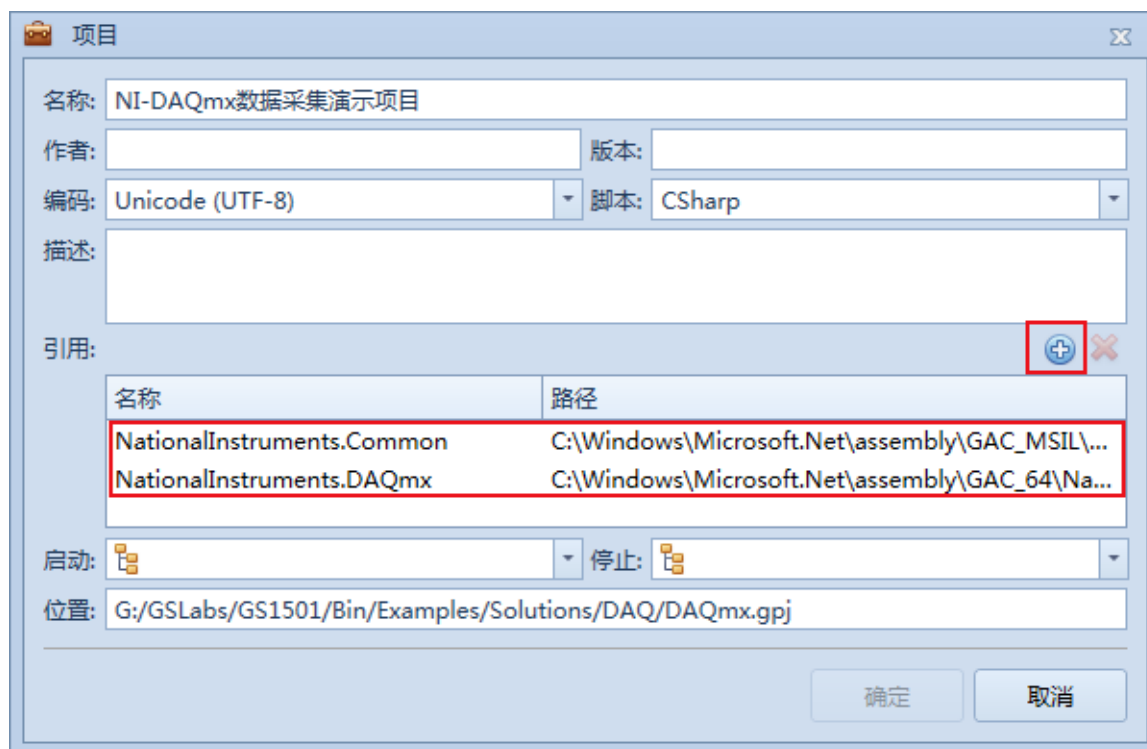 项目
名称: NI-DAQmx数据采集演示项目
作者: 版本:
编码: Unicode (UTF-8) 脚本: CSharp
描述:
引用:
名称 路径
NationalInstruments.Common C:\Windows\Microsoft.Net\assembly\GAC_MSIL\...
NationalInstruments.DAQmx C:\Windows\Microsoft.Net\assembly\GAC_64\Na...
启动: 停止:
位置: G:/GSLabs/GS1501/Bin/Examples/Solutions/DAQ/DAQmx.gpj
确定 取消